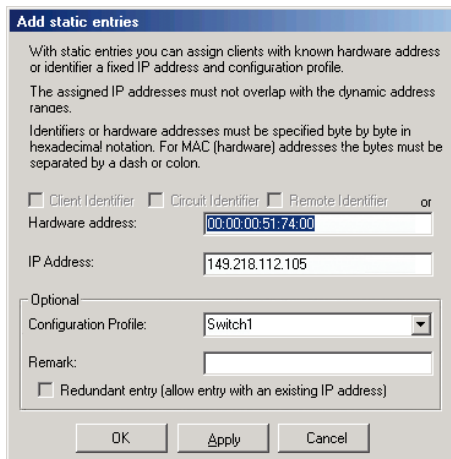 Add static entries
With static entries you can assign clients with known hardware address
or identifier a fixed IP address and configuration profile.
The assigned IP addresses must not overlap with the dynamic address
ranges.
Identifiers or hardware addresses must be specified byte by byte in
hexadecimal notation. For MAC (hardware) addresses the bytes must be
separated by a dash or colon.
Client Identifier Circuit Identifier Remote Identifier or
Hardware address: 00:00:00:51:74:00
IP Address: 149.218.112.105
Optional
Configuration Profile: Switch1
Remark:
Redundant entry (allow entry with an existing IP address)
OK Apply Cancel